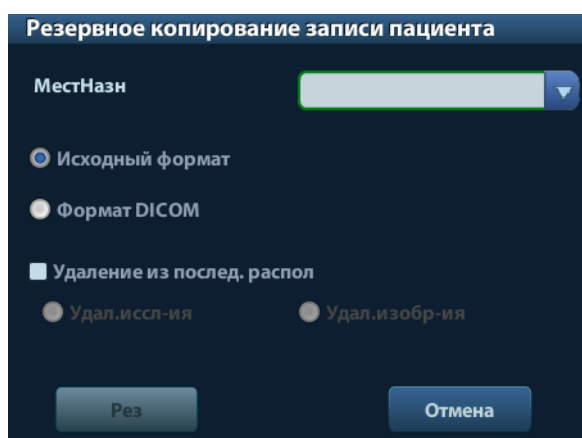 Резервное копирование записи пациента
МестНазн
Исходный формат
Формат DICOM
Удаление из послед. распол
Удал.иссл-ия Удал.изобр-ия
Рез Отмена